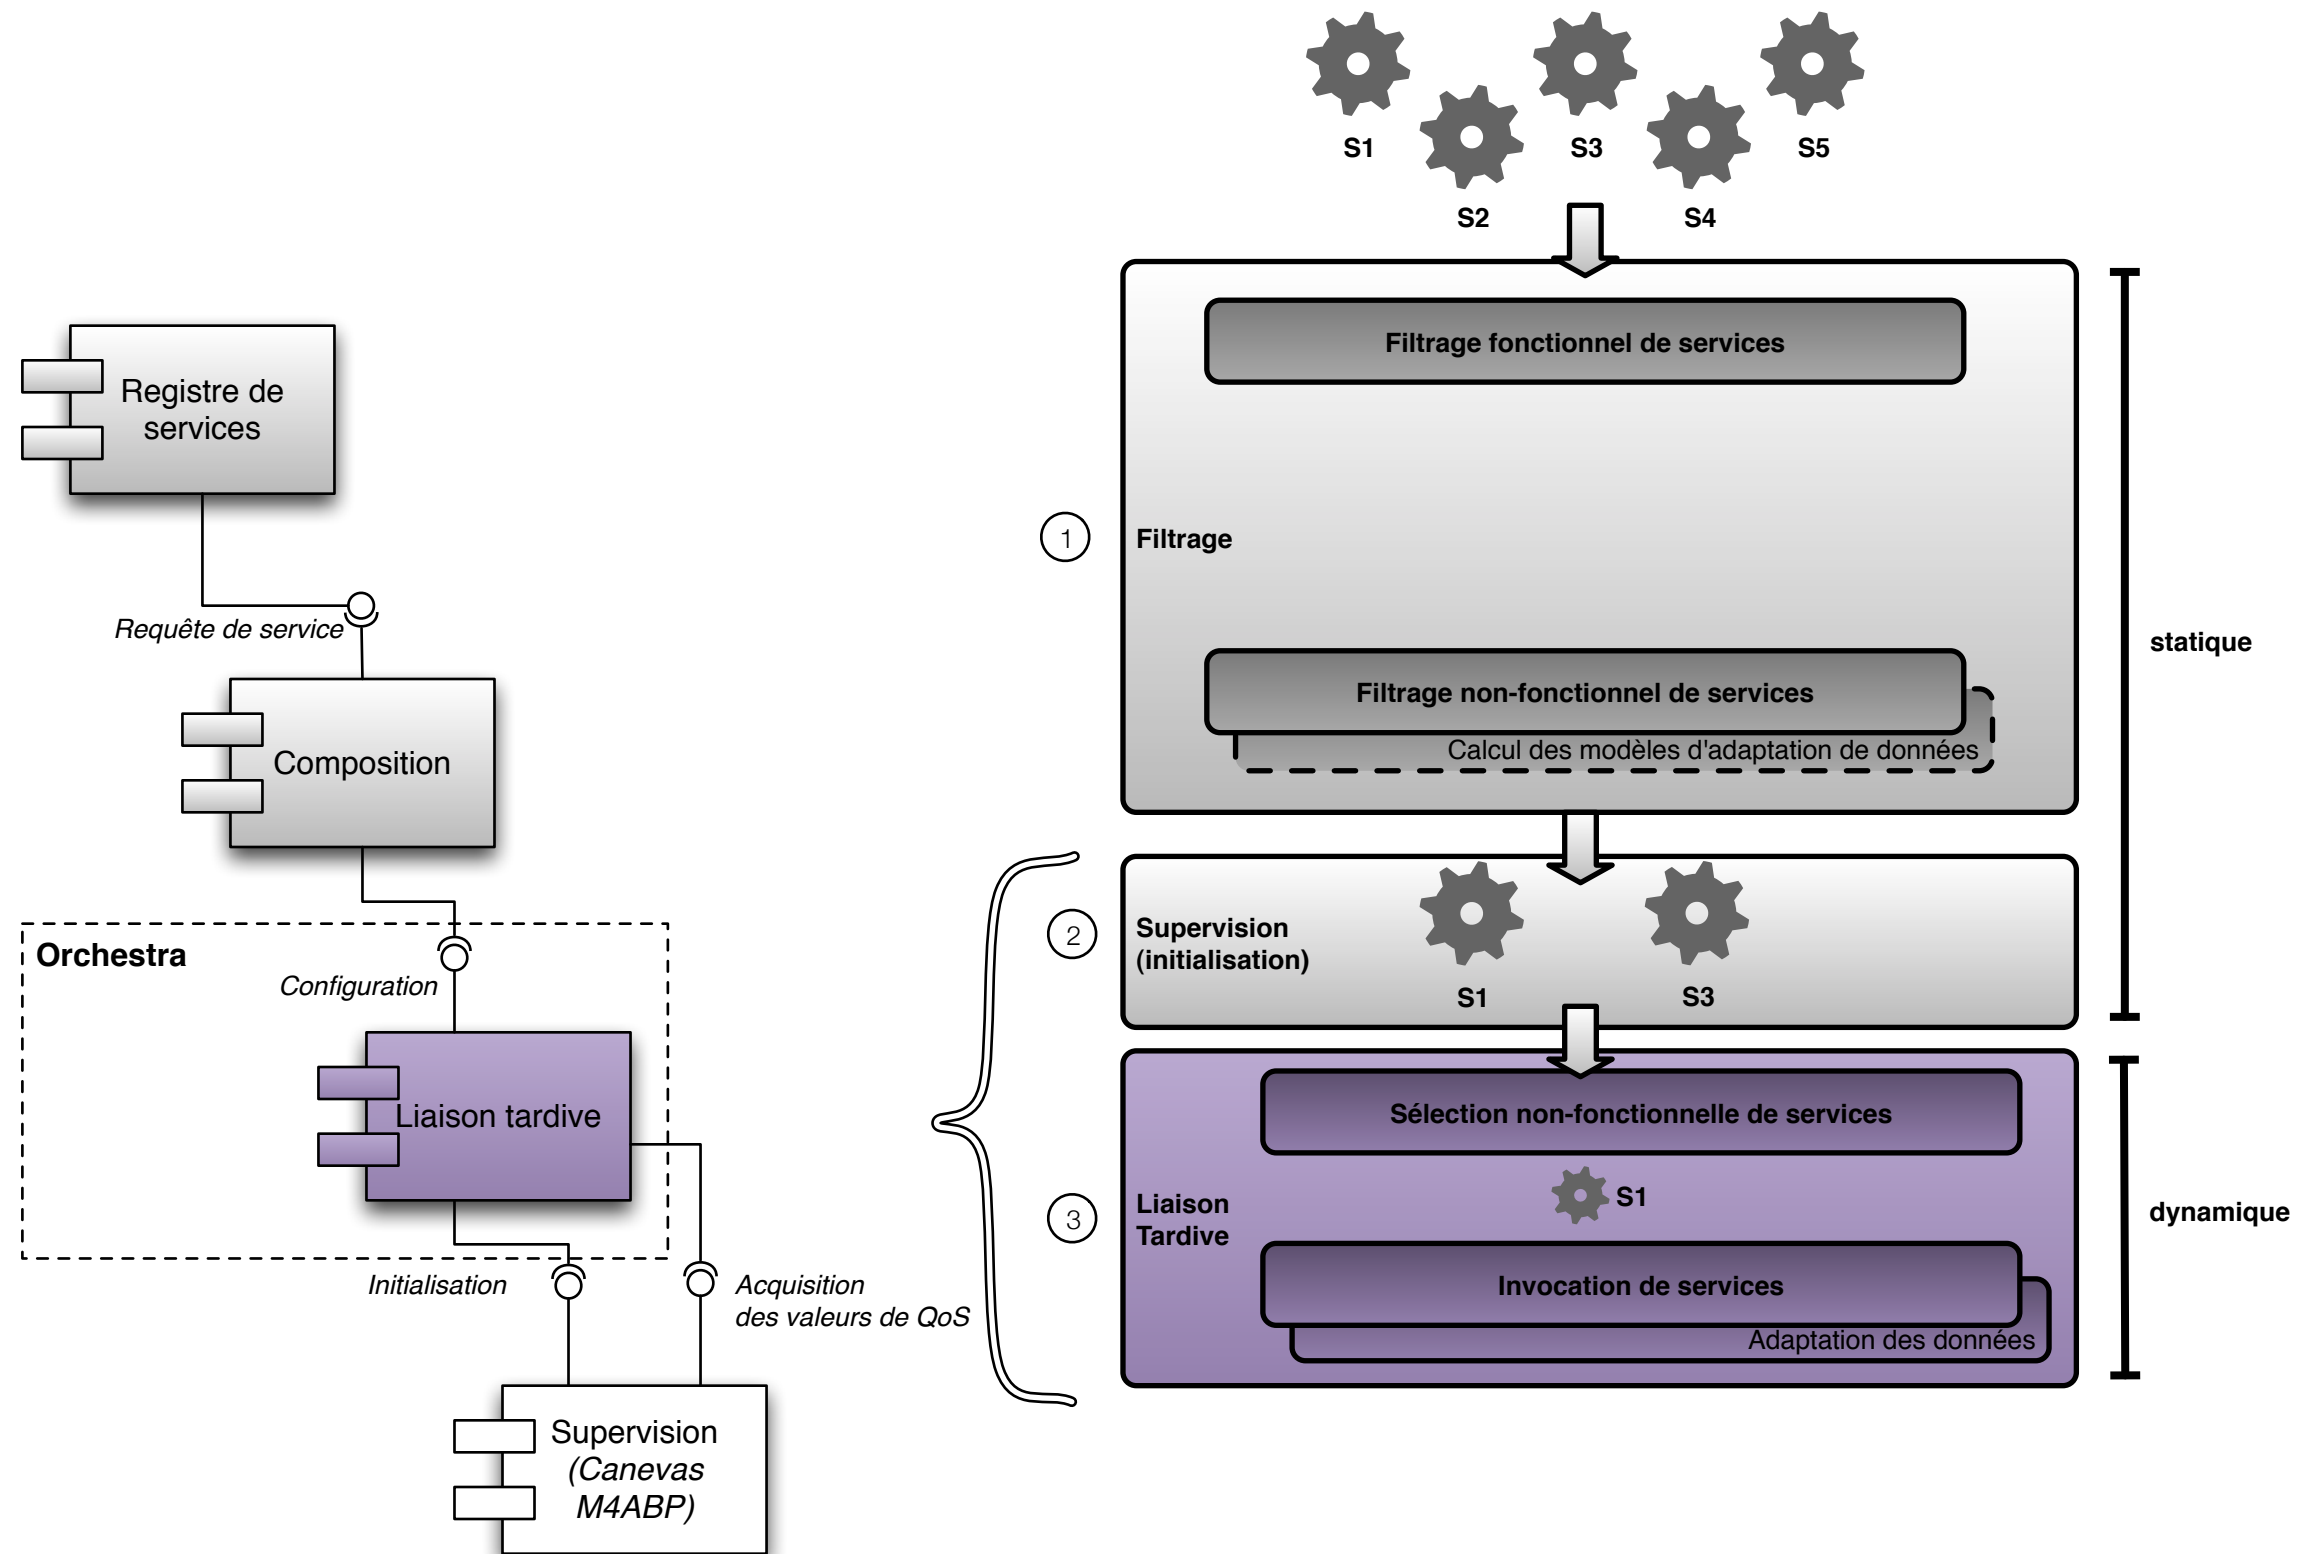 Registre de
services
Requête de service
Composition
Orchestra
Configuration
Liaison tardive
Initialisation
Acquisition
des valeurs de QoS
Supervision
(Canevas
M4ABP)
S1
S2
S3
S4
S5
1
Filtrage
Filtrage fonctionnel de services
Filtrage non-fonctionnel de services
Calcul des modèles d'adaptation de données
statique
2
Supervision
(initialisation)
S1
S3
3
Liaison
Tardive
Sélection non-fonctionnelle de services
S1
Invocation de services
Adaptation des données
dynamique